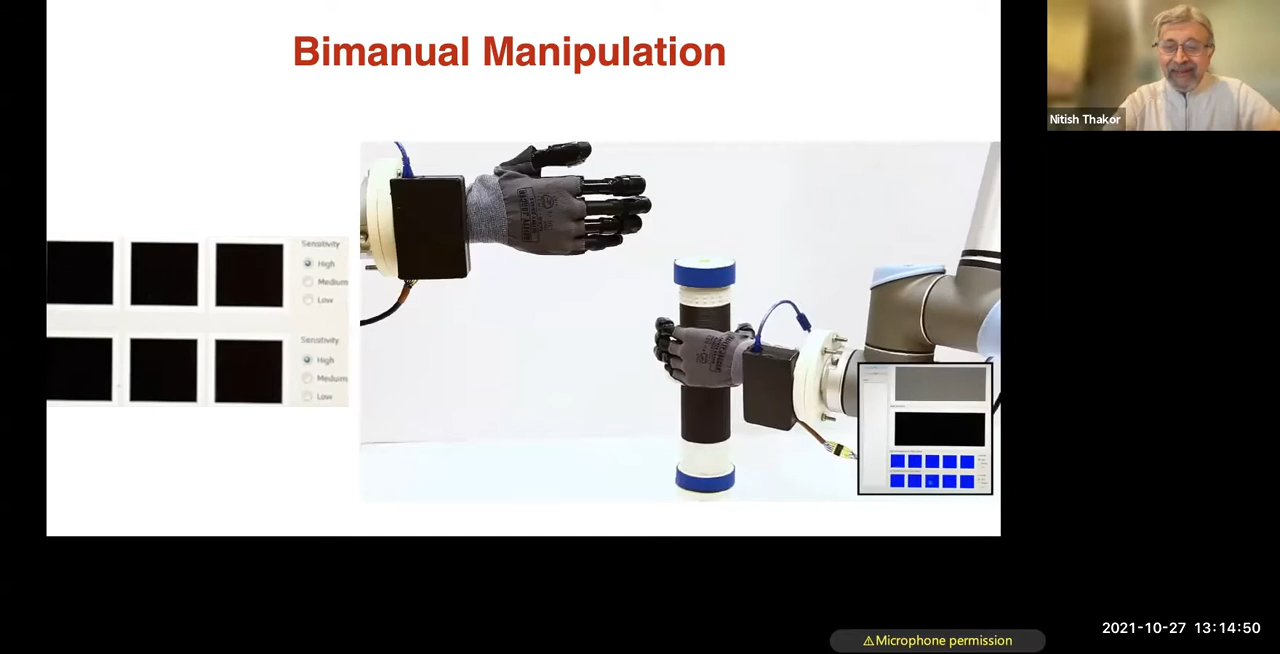 Bimanual Manipulation
Nitish Thakor
Sensitivity
High
Medium
Low
Sensitivity
High
Medium
Low
2021-10-27 13:14:50
⚠Microphone permission